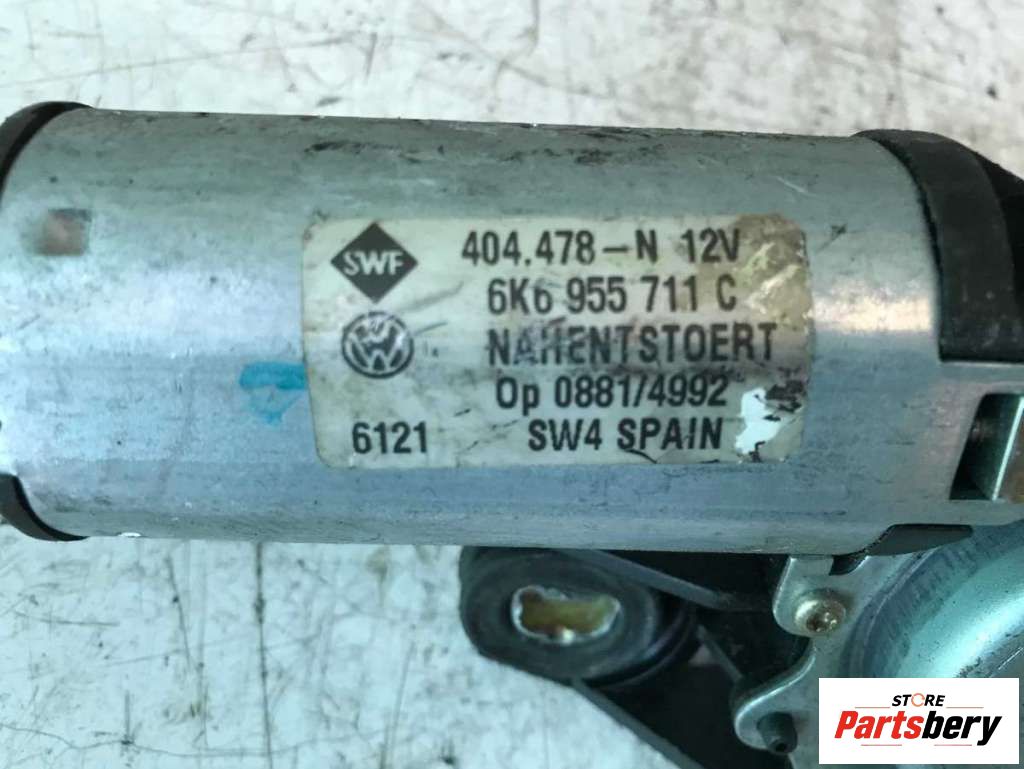 SWF
404.478-N 12V
6K6 955 711 C
NAHENTSTOERT
Op 0881/4992
6121 SW4 SPAIN
STORE
Partsbery